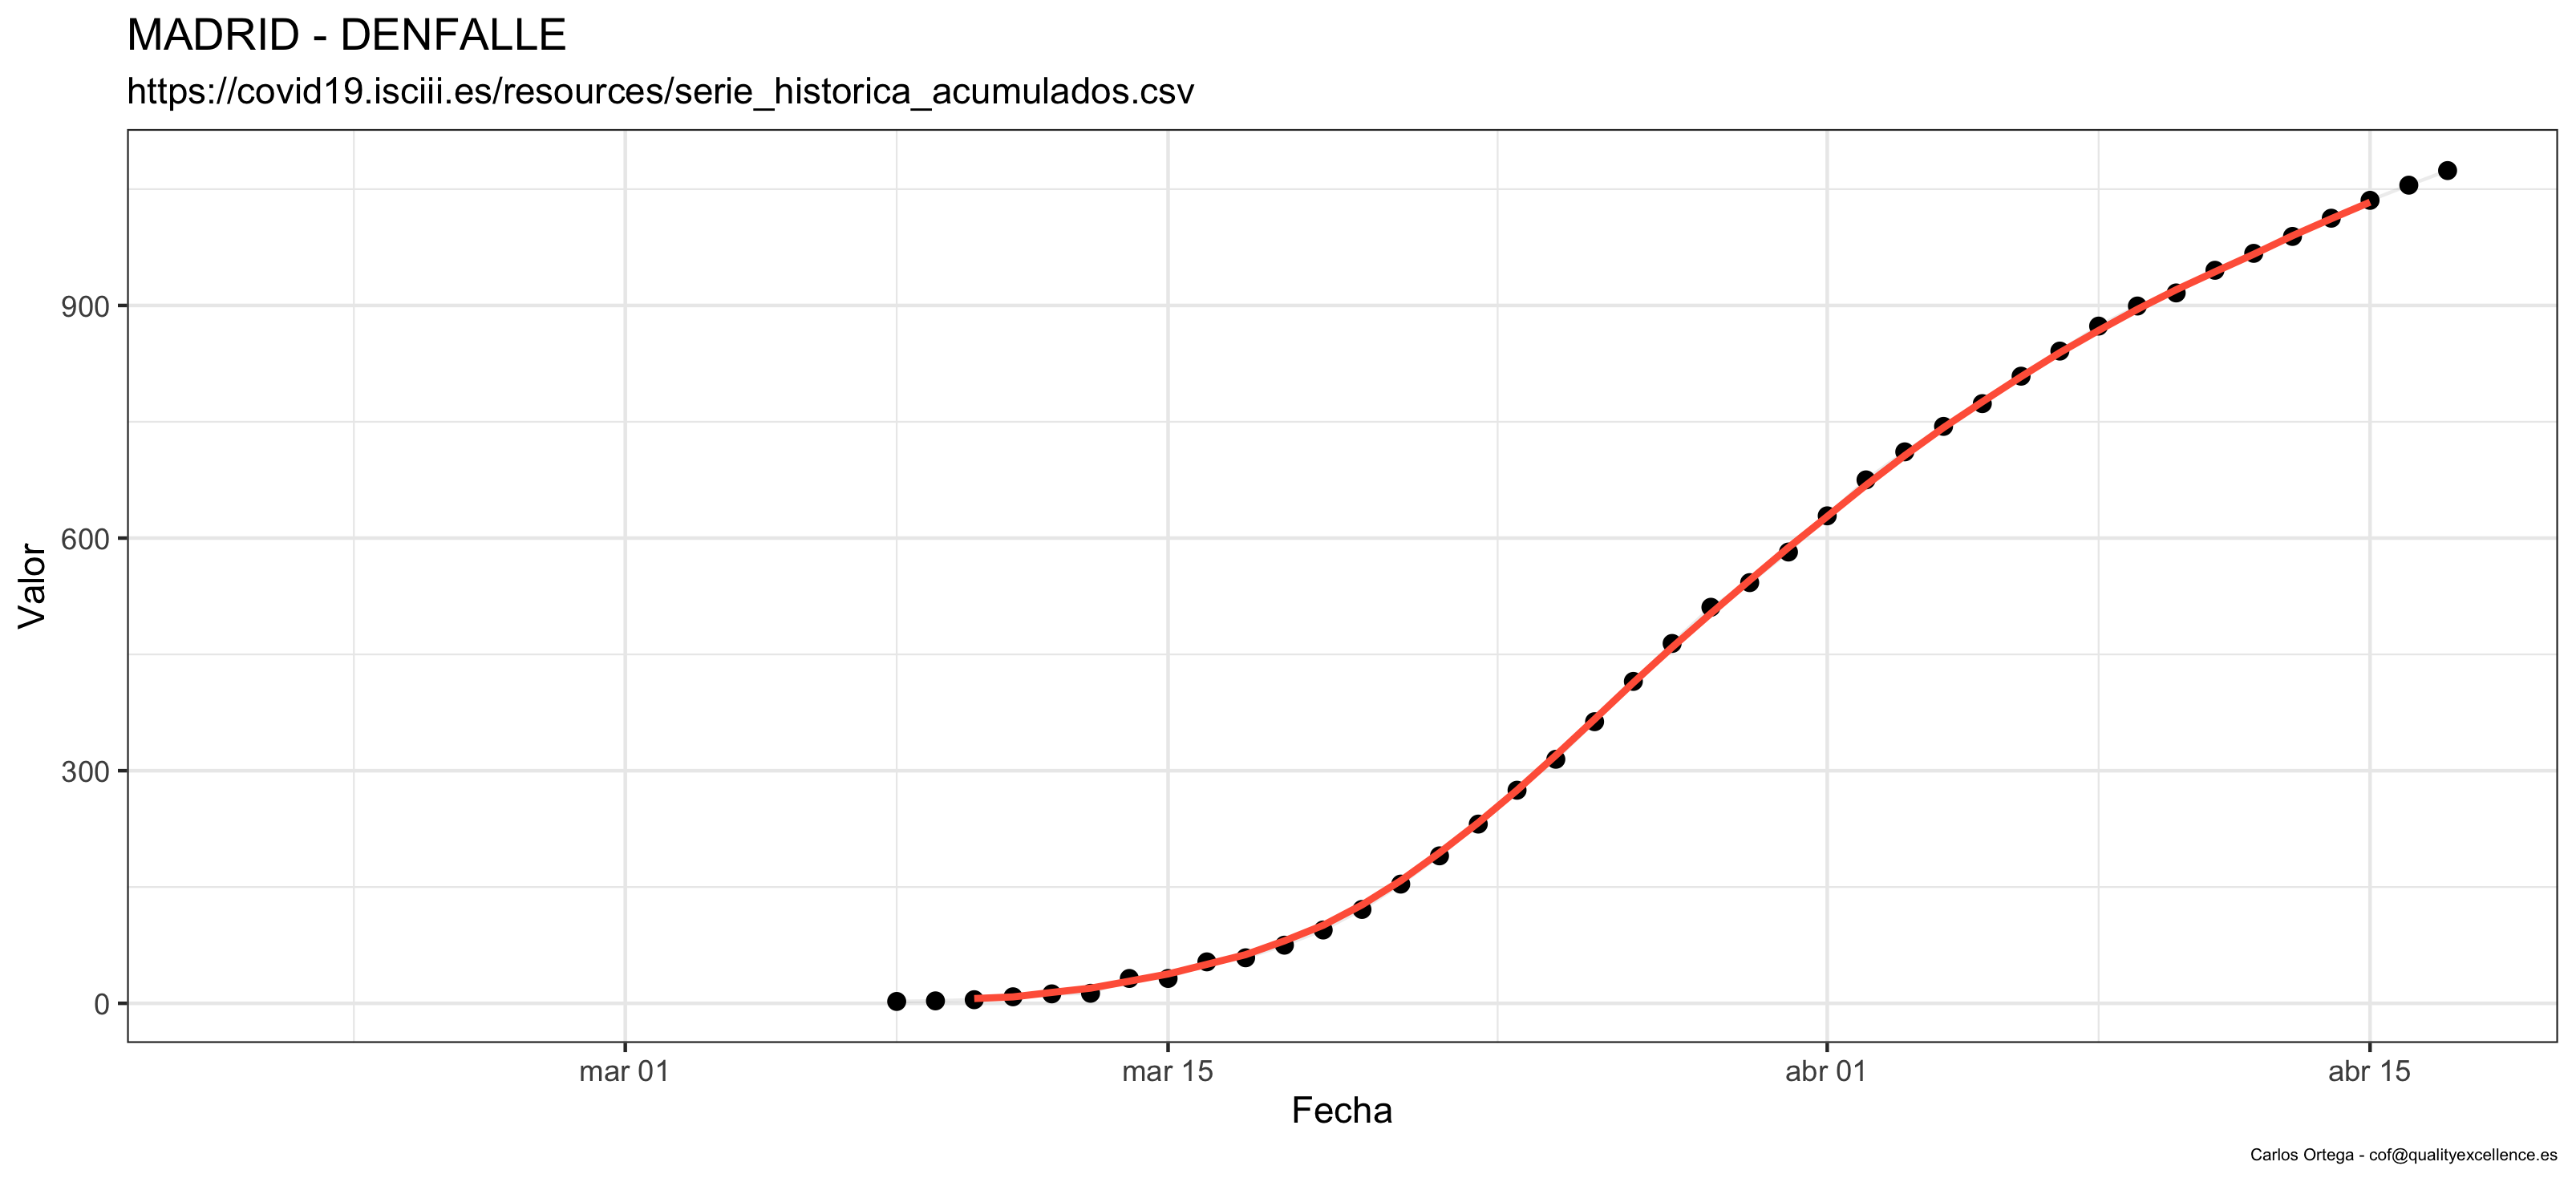 MADRID - DENFALLE
https://covid19.isciii.es/resources/serie_historica_acumulados.csv
900
600
300
0
Valor
mar 01
mar 15
abr 01
abr 15
Fecha
Carlos Ortega - cof@qualityexcellence.es